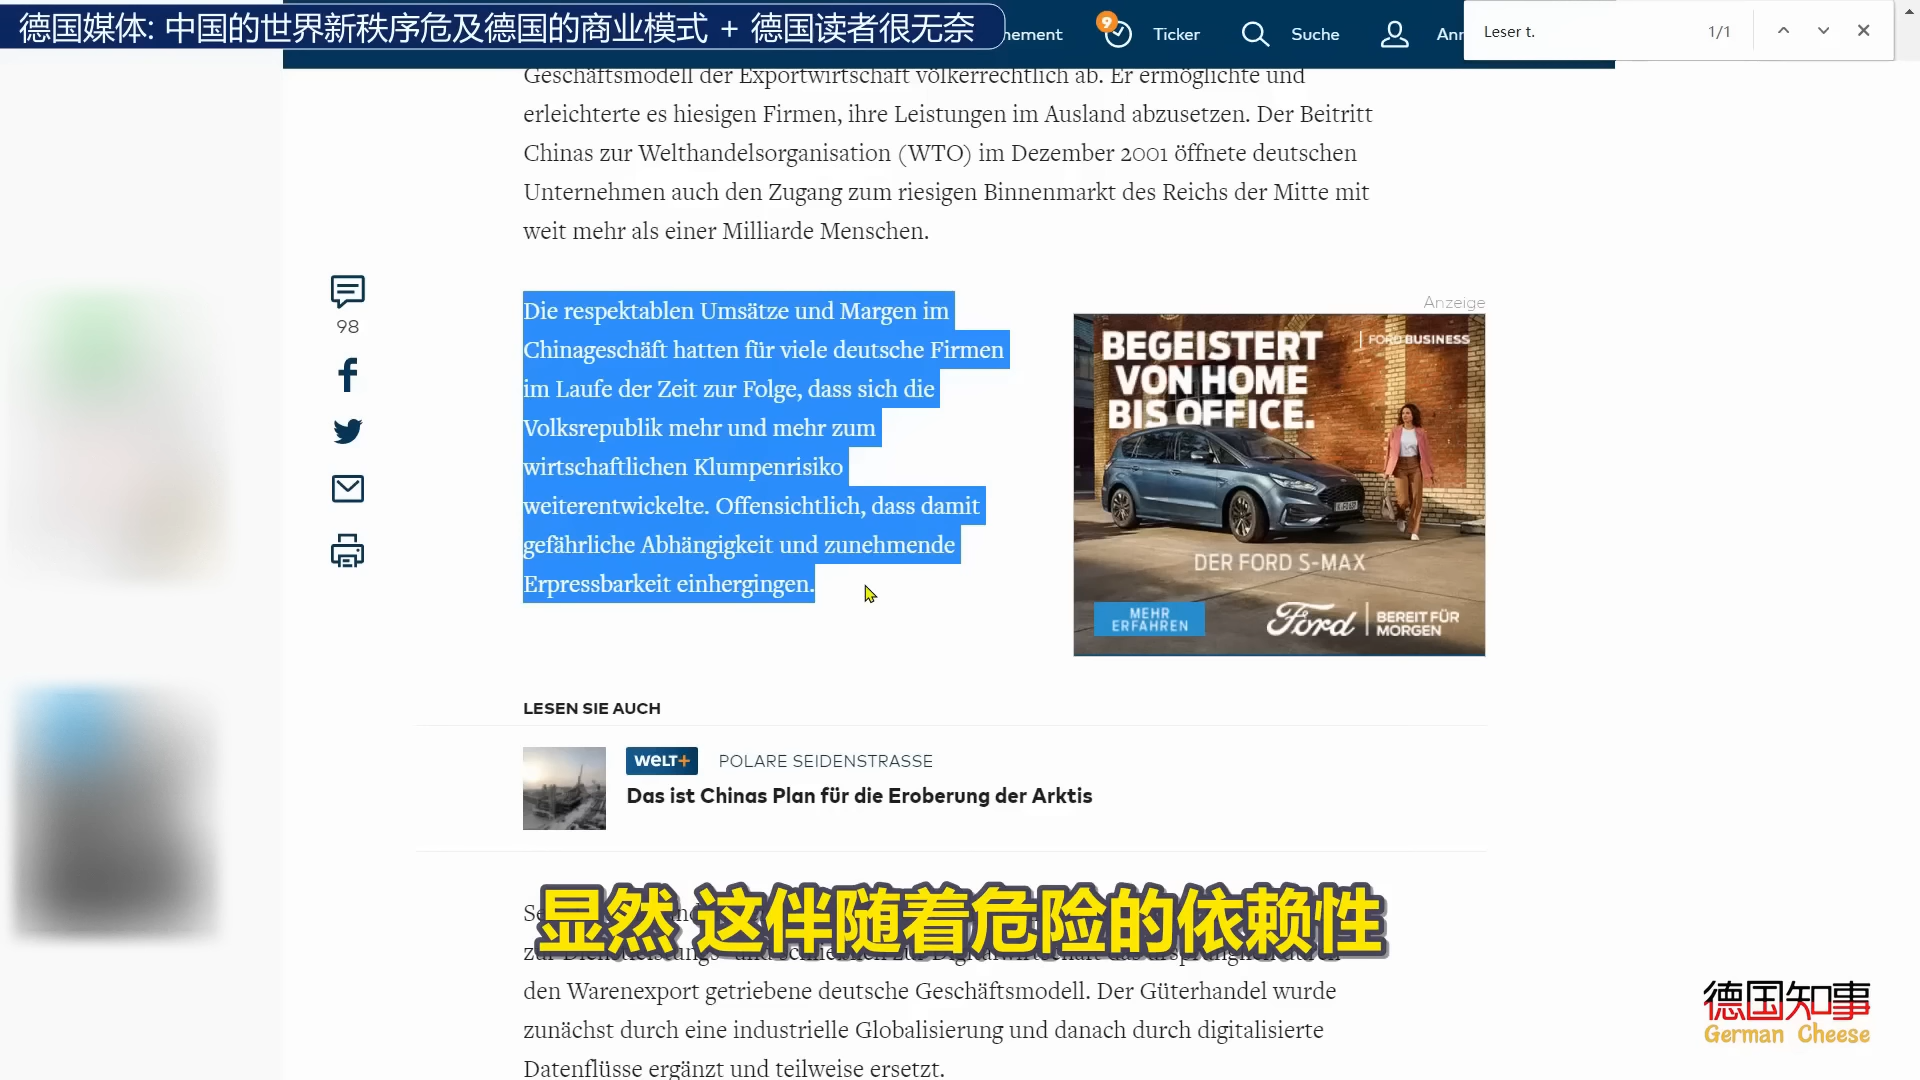 德国媒体: 中国的世界新秩序危及德国的商业模式 + 德国读者很无奈
nement
9
Ticker
Suche
Leser t.
1/1
Geschäftsmodell der Exportwirtschaft völkerrechtlich ab. Er ermöglichte und
erleichterte es hiesigen Firmen, ihre Leistungen im Ausland abzusetzen. Der Beitritt
Chinas zur Welthandelsorganisation (WTO) im Dezember 2001 öffnete deutschen
Unternehmen auch den Zugang zum riesigen Binnenmarkt des Reichs der Mitte mit
weit mehr als einer Milliarde Menschen.
98
Die respektablen Umsätze und Margen im
Chinageschäft hatten für viele deutsche Firmen
im Laufe der Zeit zur Folge, dass sich die
Volksrepublik mehr und mehr zum
wirtschaftlichen Klumpenrisiko
weiterentwickelte. Offensichtlich, dass damit
gefährliche Abhängigkeit und zunehmende
Erpressbarkeit einhergingen.
Anzeige
BEGEISTERT
VON HOME
BIS OFFICE.
FORD BUSINESS
DER FORD S-MAX
MEHR
ERFAHREN
Ford
BEREIT FÜR
MORGEN
LESEN SIE AUCH
WELT+
POLARE SEIDENSTRASSE
Das ist Chinas Plan für die Eroberung der Arktis
显然 这伴随着危险的依赖性
den Warenexport getriebene deutsche Geschäftsmodell. Der Güterhandel wurde
zunächst durch eine industrielle Globalisierung und danach durch digitalisierte
Datenflüsse ergänzt und teilweise ersetzt.
德国知事
German Cheese